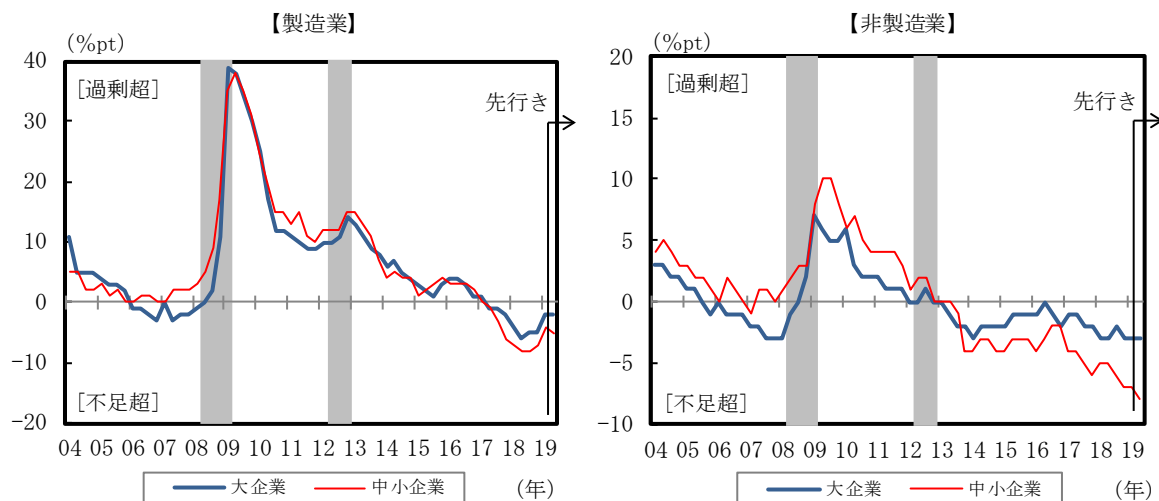 【製造業】
(%pt)
40
30
20
10
0
-10
-20
[過剰超]
先行き
[不足超]
04 05 06 07 08 09 10 11 12 13 14 15 16 17 18 19
大企業 中小企業
(年)
【非製造業】
(%pt)
20
15
10
5
0
-5
-10
[過剰超]
先行き
[不足超]
04 05 06 07 08 09 10 11 12 13 14 15 16 17 18 19
大企業 中小企業
(年)